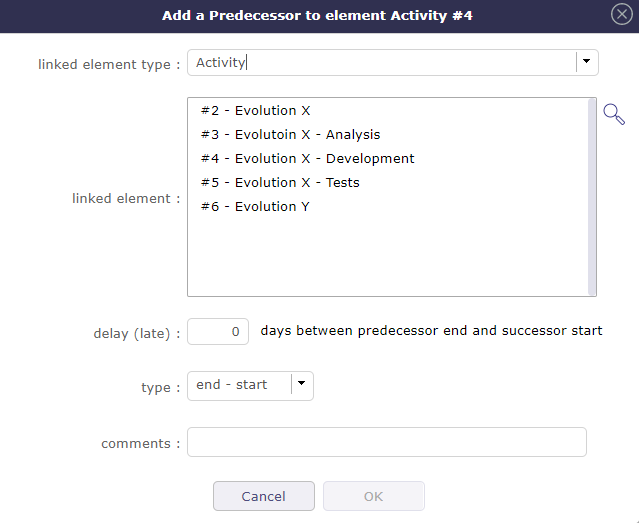 Add a Predecessor to element Activity #4
linked element type : Activity
#2 - Evolution X
#3 - Evolutoin X - Analysis
#4 - Evolution X - Development
linked element :
#5 - Evolution X - Tests
#6 - Evolution Y
delay (late) : 0 days between predecessor end and successor start
type : end - start
comments :
Cancel OK